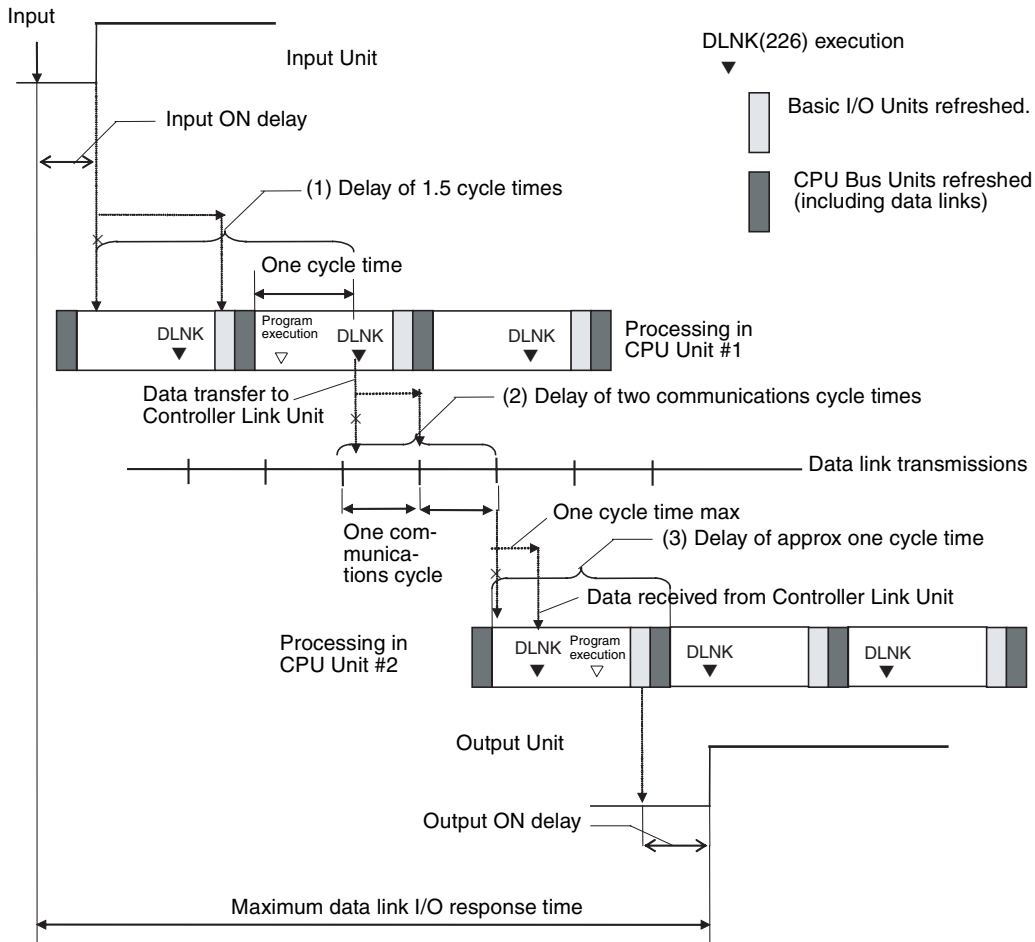 Input
Input Unit
DLNK(226) execution
Basic I/O Units refreshed.
Input ON delay
CPU Bus Units refreshed
(including data links)
(1) Delay of 1.5 cycle times
One cycle time
DLNK
Program
execution
DLNK
DLNK
Processing in
CPU Unit #1
Data transfer to
Controller Link Unit
(2) Delay of two communications cycle times
Data link transmissions
One com-
munica-
tions cycle
One cycle time max
(3) Delay of approx one cycle time
Data received from Controller Link Unit
Processing in
CPU Unit #2
DLNK
Program
execution
DLNK
DLNK
Output Unit
Output ON delay
Maximum data link I/O response time